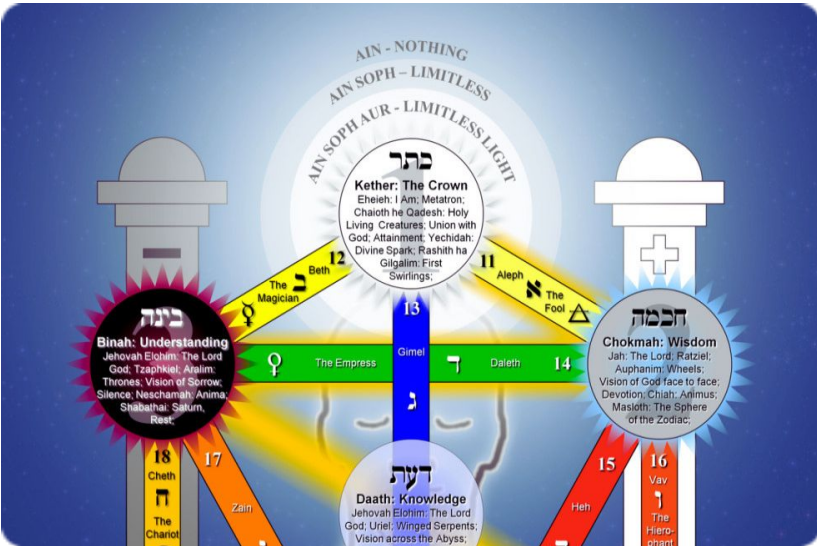 AIN - NOTHING
AIN SOPH – LIMITLESS
AIN SOPH AUR - LIMITLESS LIGHT
כתר
Kether: The Crown
Eheieh: I Am; Metatron;
Chaioth he Qadesh: Holy
Living Creatures; Union with
God; Attainment; Yechidah:
Divine Spark; Rashith ha
Gilgalim: First
Swirlings;
12
Beth
ב
The
Magician
☿
11
Aleph
א
The
Fool
🜁
13
Gimel
ג
בינה
Binah: Understanding
Jehovah Elohim: The Lord
God; Tzaphkiel; Aralim:
Thrones; Vision of Sorrow;
Silence; Neschamah: Anima;
Shabathai: Saturn,
Rest;
חכמה
Chokmah: Wisdom
Jah: The Lord; Ratziel;
Auphanim: Wheels;
Vision of God face to face;
Devotion; Chiah: Animus;
Masloth: The Sphere
of the Zodiac;
♀ The Empress ד Daleth 14
18
Cheth
ח
The
Chariot
17
Zain
דעת
Daath: Knowledge
Jehovah Elohim: The Lord
God; Uriel; Winged Serpents;
Vision across the Abyss;
15
Heh
16
Vav
ו
The
Hiero-
phant